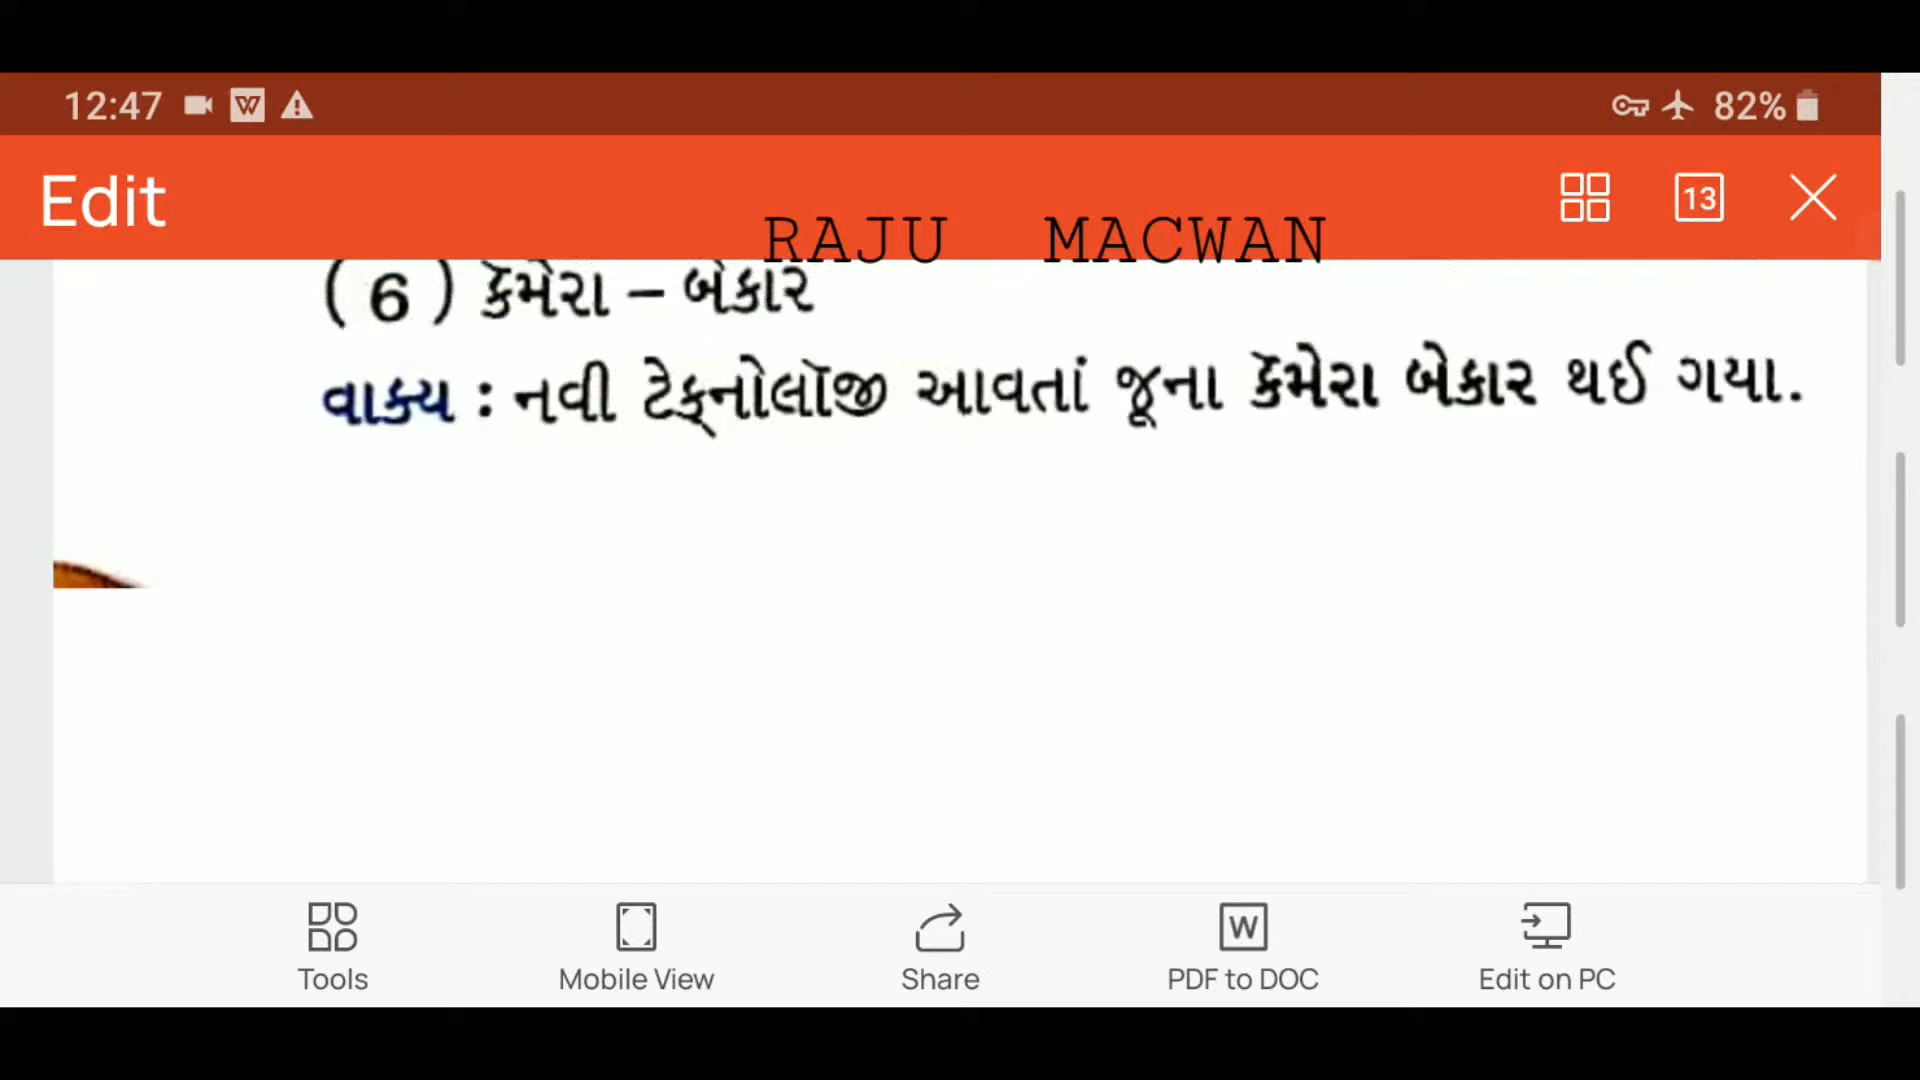 12:47 82%
Edit 13
RAJU MACWAN
( 6 ) કૅમેરા – બેકાર
વાક્ય : નવી ટેક્નોલૉજી આવતાં જૂના કૅમેરા બેકાર થઈ ગયા.
Tools Mobile View Share PDF to DOC Edit on PC